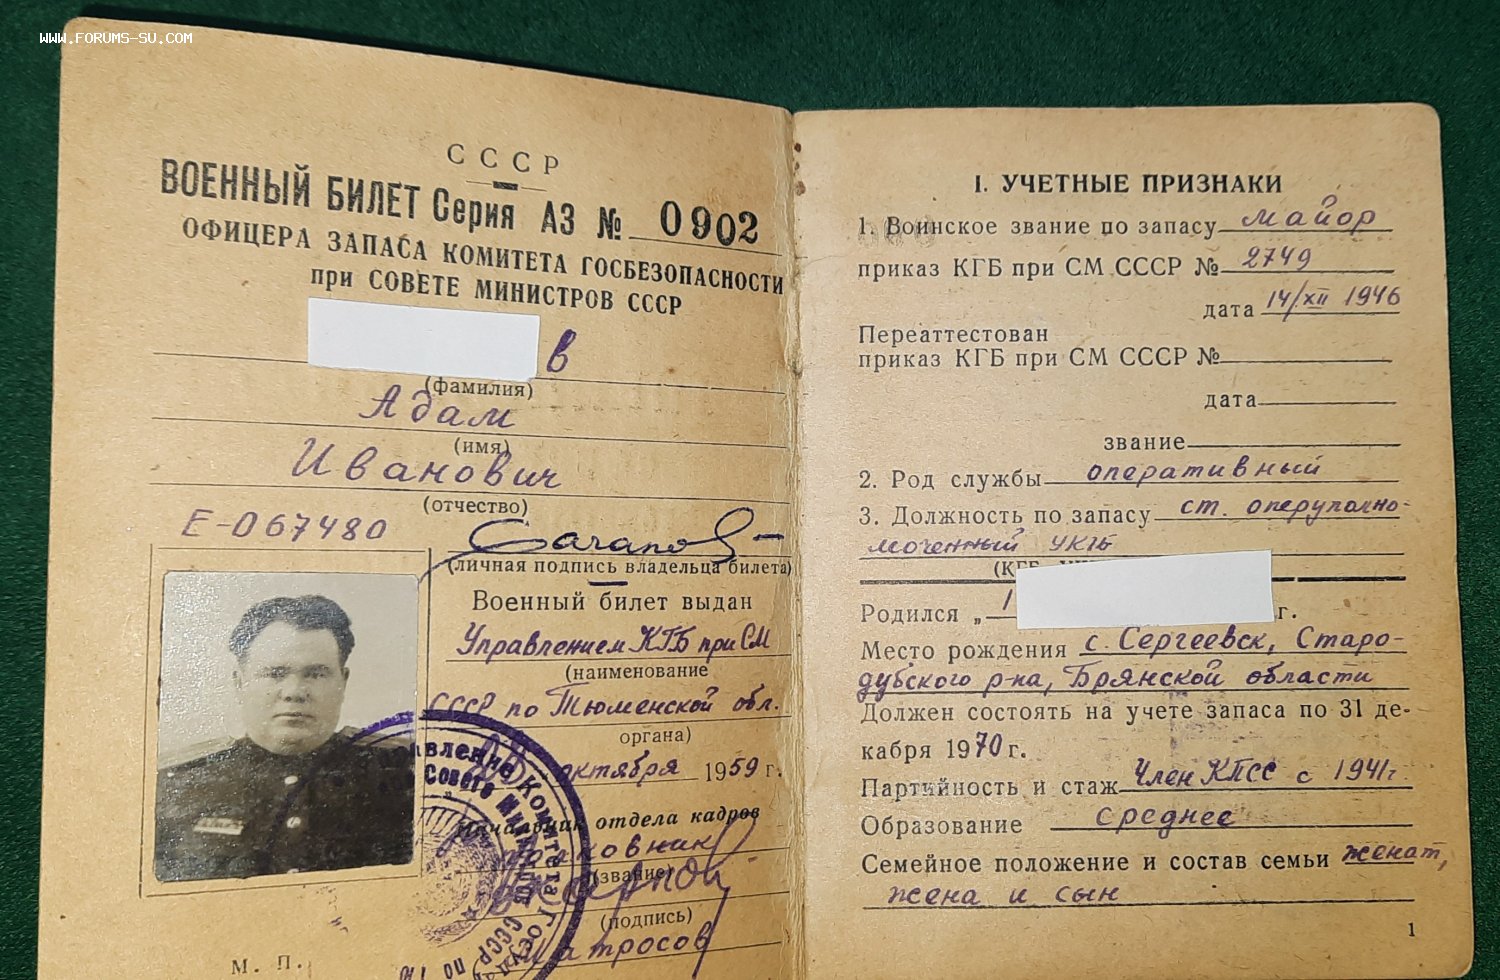 WWW.FORUMS-SU.COM
СССР
ВОЕННЫЙ БИЛЕТ Серия АЗ № 0902
ОФИЦЕРА ЗАПАСА КОМИТЕТА ГОСБЕЗОПАСНОСТИ
при СОВЕТЕ МИНИСТРОВ СССР
в
(фамилия)
Адам
(имя)
Иванович
(отчество)
Е-067480
(личная подпись владельца билета)
Военный билет выдан
Управлением КГБ при СМ
(наименование
СССР по Тюменской обл.
органа)
октября 1959 г.
Начальник отдела кадров
полковник
(звание)
(подпись)
Матросов
М. П.
I. УЧЕТНЫЕ ПРИЗНАКИ
1. Воинское звание по запасу майор
приказ КГБ при СМ СССР № 2749
дата 14/XII 1946
Переаттестован
приказ КГБ при СМ СССР №
дата
звание
2. Род службы оперативный
3. Должность по запасу ст. оперуполно-
моченный УКГБ
(КГБ
Родился „ 1 г.
Место рождения с. Сергеевск, Старо-
дубского р-на, Брянской области
Должен состоять на учете запаса по 31 де-
кабря 1970 г.
Партийность и стаж Член КПСС с 1941г.
Образование среднее
Семейное положение и состав семьи женат,
жена и сын
1